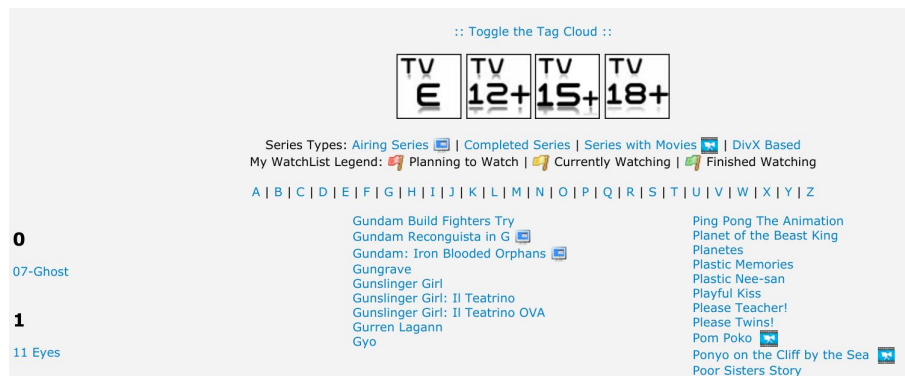 :: Toggle the Tag Cloud ::
TV E TV 12+ TV 15+ TV 18+
Series Types: Airing Series | Completed Series | Series with Movies | DivX Based
My WatchList Legend: Planning to Watch | Currently Watching | Finished Watching
A | B | C | D | E | F | G | H | I | J | K | L | M | N | O | P | Q | R | S | T | U | V | W | X | Y | Z
0
07-Ghost
1
11 Eyes
Gundam Build Fighters Try
Gundam Reconguista in G
Gundam: Iron Blooded Orphans
Gungrave
Gunslinger Girl
Gunslinger Girl: Il Teatrino
Gunslinger Girl: Il Teatrino OVA
Gurren Lagann
Gyo
Ping Pong The Animation
Planet of the Beast King
Planetes
Plastic Memories
Plastic Nee-san
Playful Kiss
Please Teacher!
Please Twins!
Pom Poko
Ponyo on the Cliff by the Sea
Poor Sisters Story